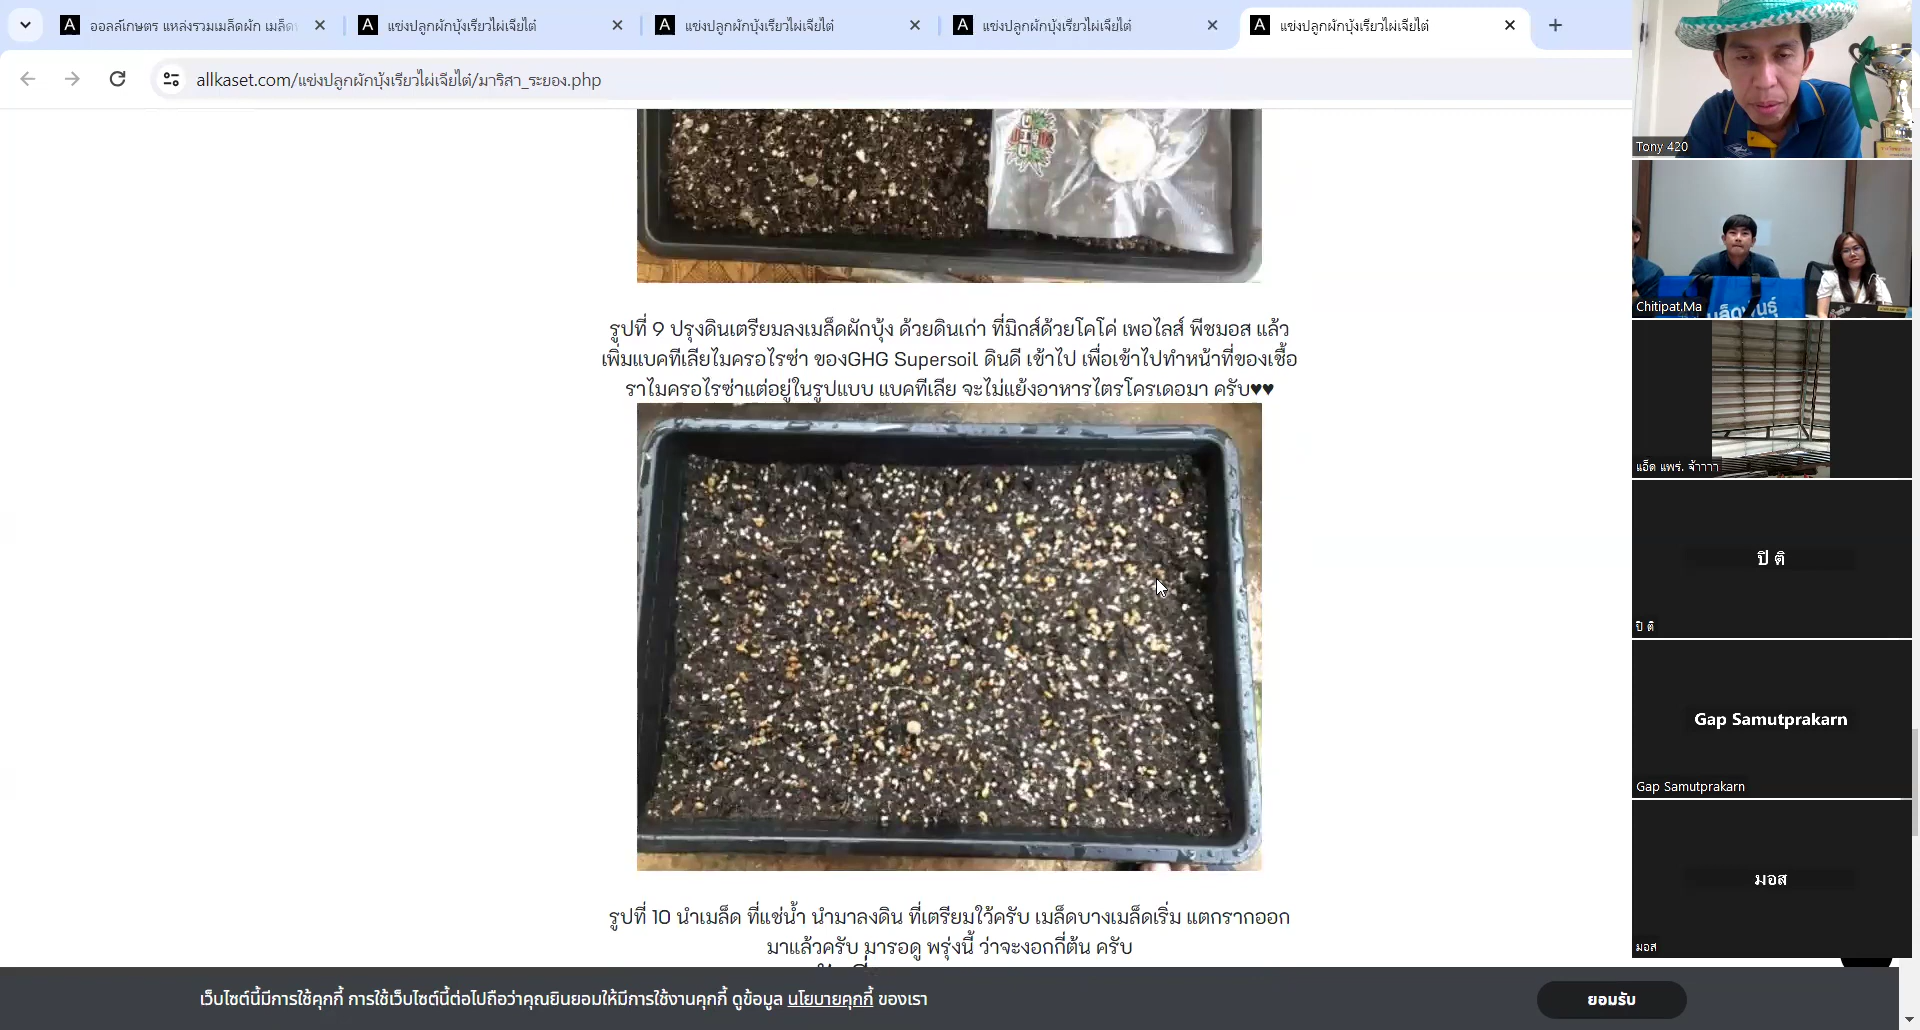 ออลล์เกษตร แหล่งรวมเมล็ดผัก เมล็ด
แข่งปลูกผักบุ้งเรียวไผ่เจียไต๋
แข่งปลูกผักบุ้งเรียวไผ่เจียไต๋
แข่งปลูกผักบุ้งเรียวไผ่เจียไต๋
แข่งปลูกผักบุ้งเรียวไผ่เจียไต๋
allkaset.com/แข่งปลูกผักบุ้งเรียวไผ่เจียไต๋/มาริสา_ระยอง.php
GHG
รูปที่ 9 ปรุงดินเตรียมลงเมล็ดผักบุ้ง ด้วยดินเก่า ที่มิกส์ด้วยโคโค่ เพอไลส์ พีชมอส แล้ว
เพิ่มแบคทีเลียไมครอไรซ่า ของGHG Supersoil ดินดี เข้าไป เพื่อเข้าไปทำหน้าที่ของเชื้อ
ราไมครอไรซ่าแต่อยู่ในรูปแบบ แบคทีเลีย จะไม่แย้งอาหารไตรโครเดอมา ครับ♥♥
รูปที่ 10 นำเมล็ด ที่แช่น้ำ นำมาลงดิน ที่เตรียมใว้ครับ เมล็ดบางเมล็ดเริ่ม แตกรากออก
มาแล้วครับ มารอดู พรุ่งนี้ ว่าจะงอกกี่ต้น ครับ
เว็บไซต์นี้มีการใช้คุกกี้ การใช้เว็บไซต์นี้ต่อไปถือว่าคุณยินยอมให้มีการใช้งานคุกกี้ ดูข้อมูล นโยบายคุกกี้ ของเรา
ยอมรับ
Tony 420
Chitipat.Ma
แอ็ด แพร่. จ้าาาา
ปิ ติ
ปิ ติ
Gap Samutprakarn
Gap Samutprakarn
มอส
มอส